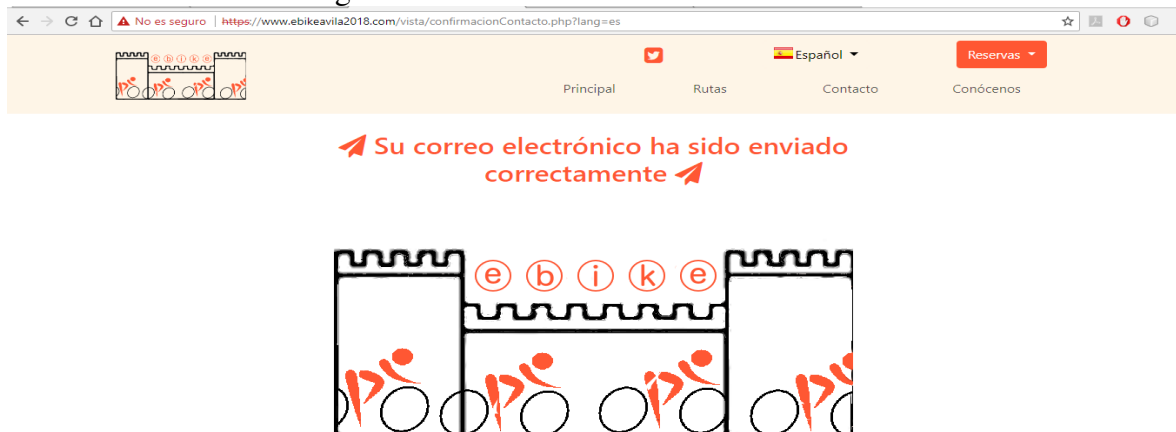 No es seguro | https://www.ebikeavila2018.com/vista/confirmacionContacto.php?lang=es
e b i k e
Español
Reservas
Principal
Rutas
Contacto
Conócenos
Su correo electrónico ha sido enviado
correctamente
e b i k e